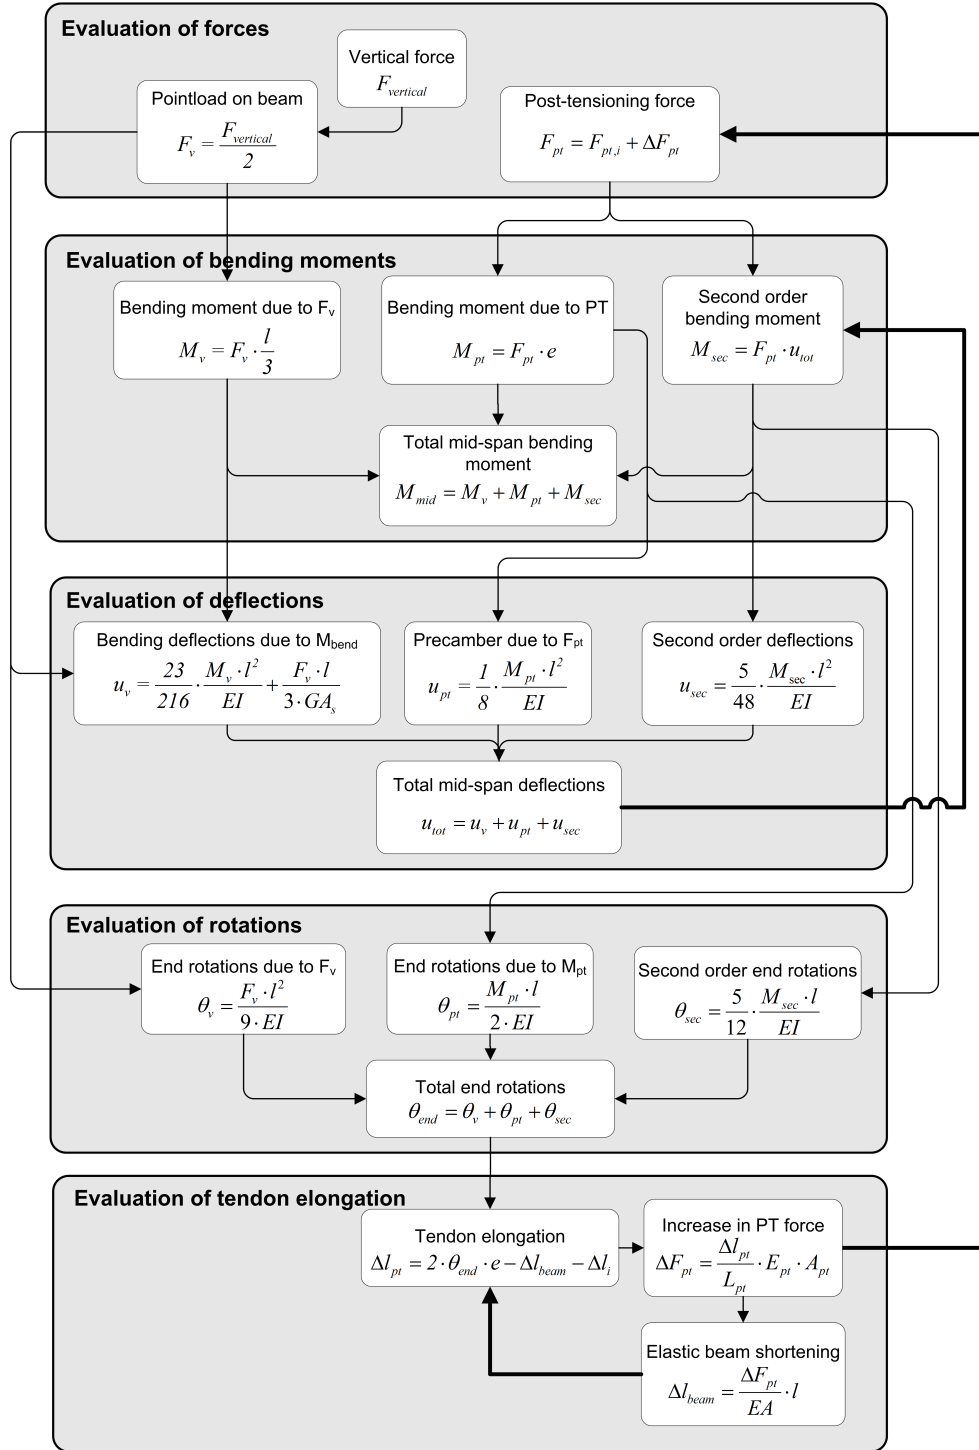 Evaluation of forces
Vertical force
F_vertical
Pointload on beam
F_v = F_vertical / 2
Post-tensioning force
F_pt = F_pt,i + ΔF_pt
Evaluation of bending moments
Bending moment due to F_v
M_v = F_v · l / 3
Bending moment due to PT
M_pt = F_pt · e
Second order
bending moment
M_sec = F_pt · u_tot
Total mid-span bending
moment
M_mid = M_v + M_pt + M_sec
Evaluation of deflections
Bending deflections due to M_bend
u_v = 23 / 216 · M_v · l² / EI + F_v · l / 3 · GA_s
Precamber due to F_pt
u_pt = 1 / 8 · M_pt · l² / EI
Second order deflections
u_sec = 5 / 48 · M_sec · l² / EI
Total mid-span deflections
u_tot = u_v + u_pt + u_sec
Evaluation of rotations
End rotations due to F_v
θ_v = F_v · l² / 9 · EI
End rotations due to M_pt
θ_pt = M_pt · l / 2 · EI
Second order end rotations
θ_sec = 5 / 12 · M_sec · l / EI
Total end rotations
θ_end = θ_v + θ_pt + θ_sec
Evaluation of tendon elongation
Tendon elongation
Δl_pt = 2 · θ_end · e − Δl_beam − Δl_i
Increase in PT force
ΔF_pt = Δl_pt / L_pt · E_pt · A_pt
Elastic beam shortening
Δl_beam = ΔF_pt / EA · l